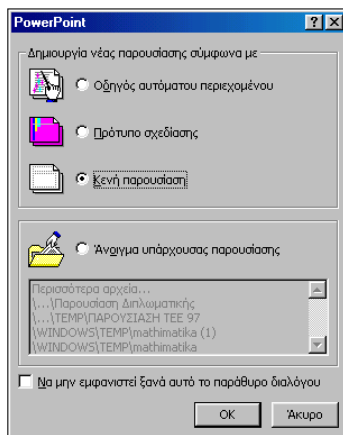 PowerPoint
Δημιουργία νέας παρουσίασης σύμφωνα με
Οδηγός αυτόματου περιεχομένου
Πρότυπο σχεδίασης
Κενή παρουσίαση
Άνοιγμα υπάρχουσας παρουσίασης
Περισσότερα αρχεία...
\...\Παρουσίαση Διπλωματικής
\...\TEMP\ΠΑΡΟΥΣΙΑΣΗ ΤΕΕ 97
\WINDOWS\TEMP\mathimatika (1)
\WINDOWS\TEMP\mathimatika
Να μην εμφανιστεί ξανά αυτό το παράθυρο διαλόγου
OK Άκυρο